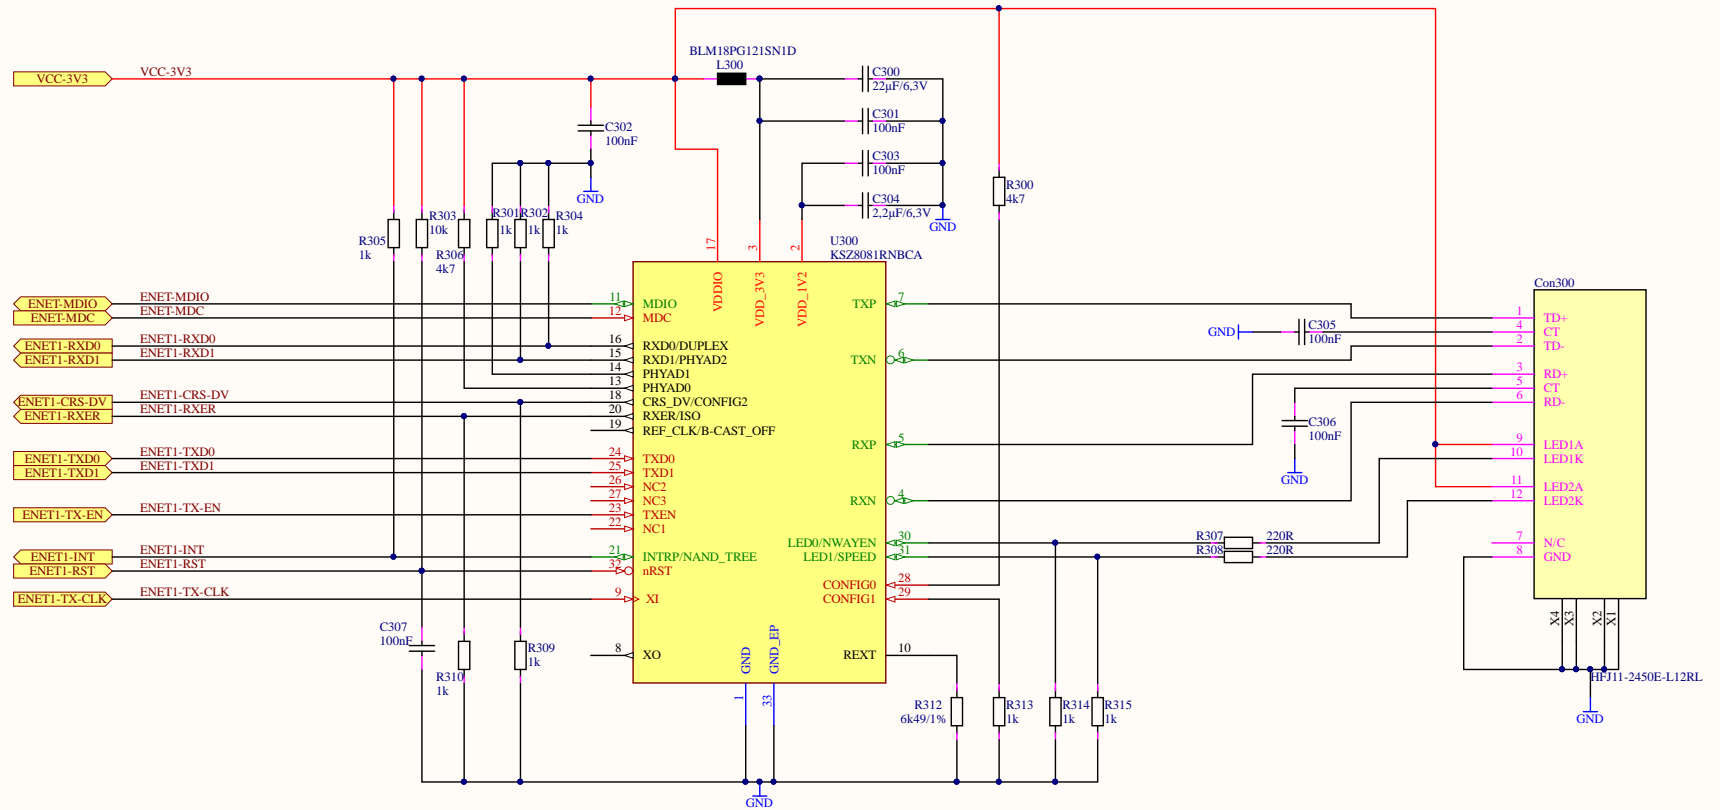 BLM18PG121SN1D
L300
VCC-3V3
VCC-3V3
C300
22µF/6,3V
C301
100nF
C302
100nF
C303
100nF
C304
2,2µF/6,3V
GND
GND
R300
4k7
R305
1k
R303
10k
R306
4k7
R301
1k
R302
1k
R304
1k
U300
KSZ8081RNBCA
17
3
2
VDDIO
VDD_3V3
VDD_1V2
ENET-MDIO
ENET-MDIO
11
MDIO
ENET-MDC
ENET-MDC
12
MDC
ENET1-RXD0
ENET1-RXD0
16
RXD0/DUPLEX
ENET1-RXD1
ENET1-RXD1
15
RXD1/PHYAD2
14
PHYAD1
13
PHYAD0
ENET1-CRS-DV
ENET1-CRS-DV
18
CRS_DV/CONFIG2
ENET1-RXER
ENET1-RXER
20
RXER/ISO
19
REF_CLK/B-CAST_OFF
ENET1-TXD0
ENET1-TXD0
24
TXD0
ENET1-TXD1
ENET1-TXD1
25
TXD1
26
NC2
27
NC3
ENET1-TX-EN
ENET1-TX-EN
23
TXEN
22
NC1
ENET1-INT
ENET1-INT
21
INTRP/NAND_TREE
ENET1-RST
ENET1-RST
32
nRST
ENET1-TX-CLK
ENET1-TX-CLK
9
XI
8
XO
TXP
7
TXN
6
RXP
5
RXN
4
LED0/NWAYEN
30
LED1/SPEED
31
CONFIG0
28
CONFIG1
29
REXT
10
GND
GND_EP
1
33
C307
100nF
R310
1k
R309
1k
R312
6k49/1%
R313
1k
R314
1k
R315
1k
GND
R307
220R
R308
220R
GND
C305
100nF
C306
100nF
GND
Con300
1
TD+
4
CT
2
TD-
3
RD+
5
CT
6
RD-
9
LED1A
10
LED1K
11
LED2A
12
LED2K
7
N/C
8
GND
X4
X3
X2
X1
HFJ11-2450E-L12RL
GND